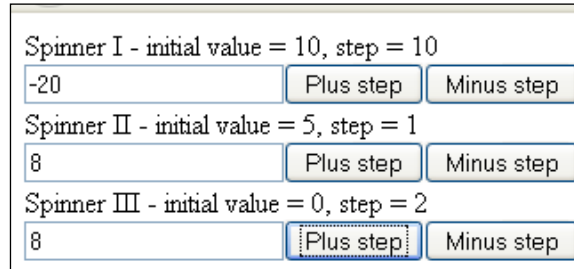 Spinner I - initial value = 10, step = 10
-20 Plus step Minus step
Spinner II - initial value = 5, step = 1
8 Plus step Minus step
Spinner III - initial value = 0, step = 2
8 Plus step Minus step